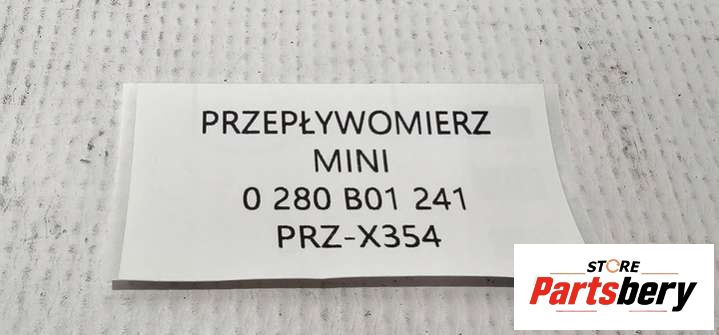 PRZEPŁYWOMIERZ
MINI
0 280 B01 241
PRZ-X354
STORE
Partsbery